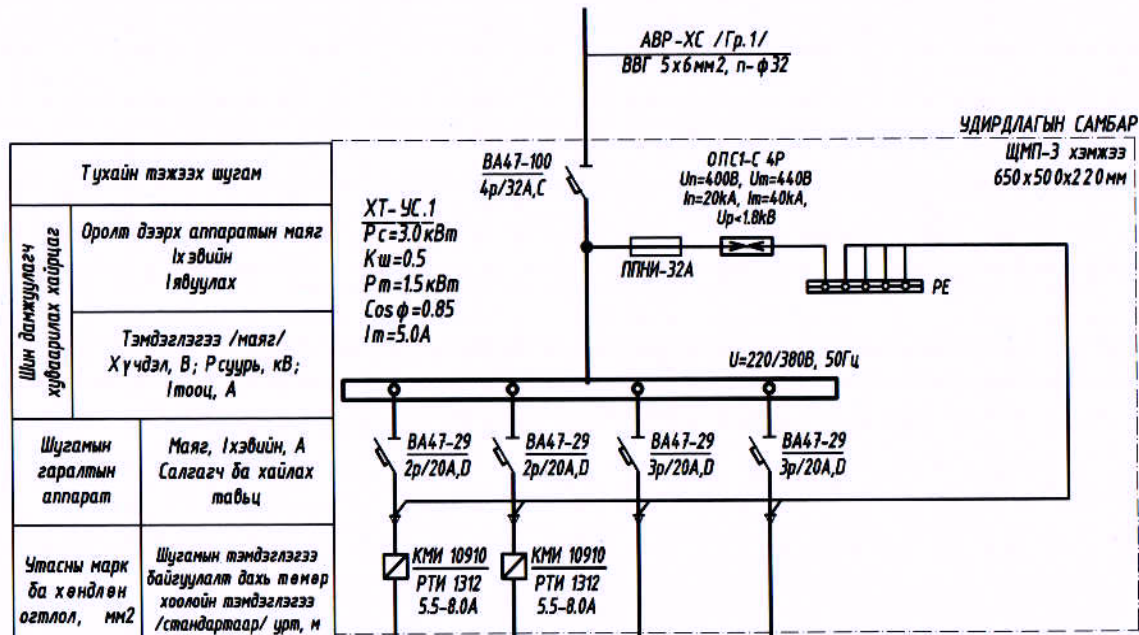 АВР-ХС /Гр.1/
ВВГ 5х6мм2, п-ф32
УДИРДЛАГЫН САМБАР
ЩМП-3 хэмжээ
650х500х220мм
ВА47-100
4р/32А,С
ОПС1-С 4Р
Un=400В, Um=440В
In=20kA, Im=40kA,
Up<1.8kB
ППНИ-32А
РЕ
ХТ-УС.1
Рс=3.0кВт
Кш=0.5
Рт=1.5кВт
Cosф=0.85
Iт=5.0А
U=220/380В, 50Гц
ВА47-29
2р/20А,D
ВА47-29
2р/20А,D
ВА47-29
3р/20А,D
ВА47-29
3р/20А,D
КМИ 10910
РТИ 1312
5.5-8.0А
КМИ 10910
РТИ 1312
5.5-8.0А
Тухайн тэжээх шугам
Шин дамжуулагч
хуваарилах хайрцаг
Оролт дээрх аппаратын маяг
Iхэвийн
Iявуулах
Тэмдэглэгээ /маяг/
Хүчдэл, В; Рсуурь, кВ;
Iтооц, А
Шугамын
гаралтын
аппарат
Маяг, Iхэвийн, А
Салгагч ба хайлах
тавьц
Утасны марк
ба хөндлөн
огтлол, мм2
Шугамын тэмдэглэгээ
байгууламт дахь төмөр
хоолойн тэмдэглэгээ
/стандартаар/ урт, м